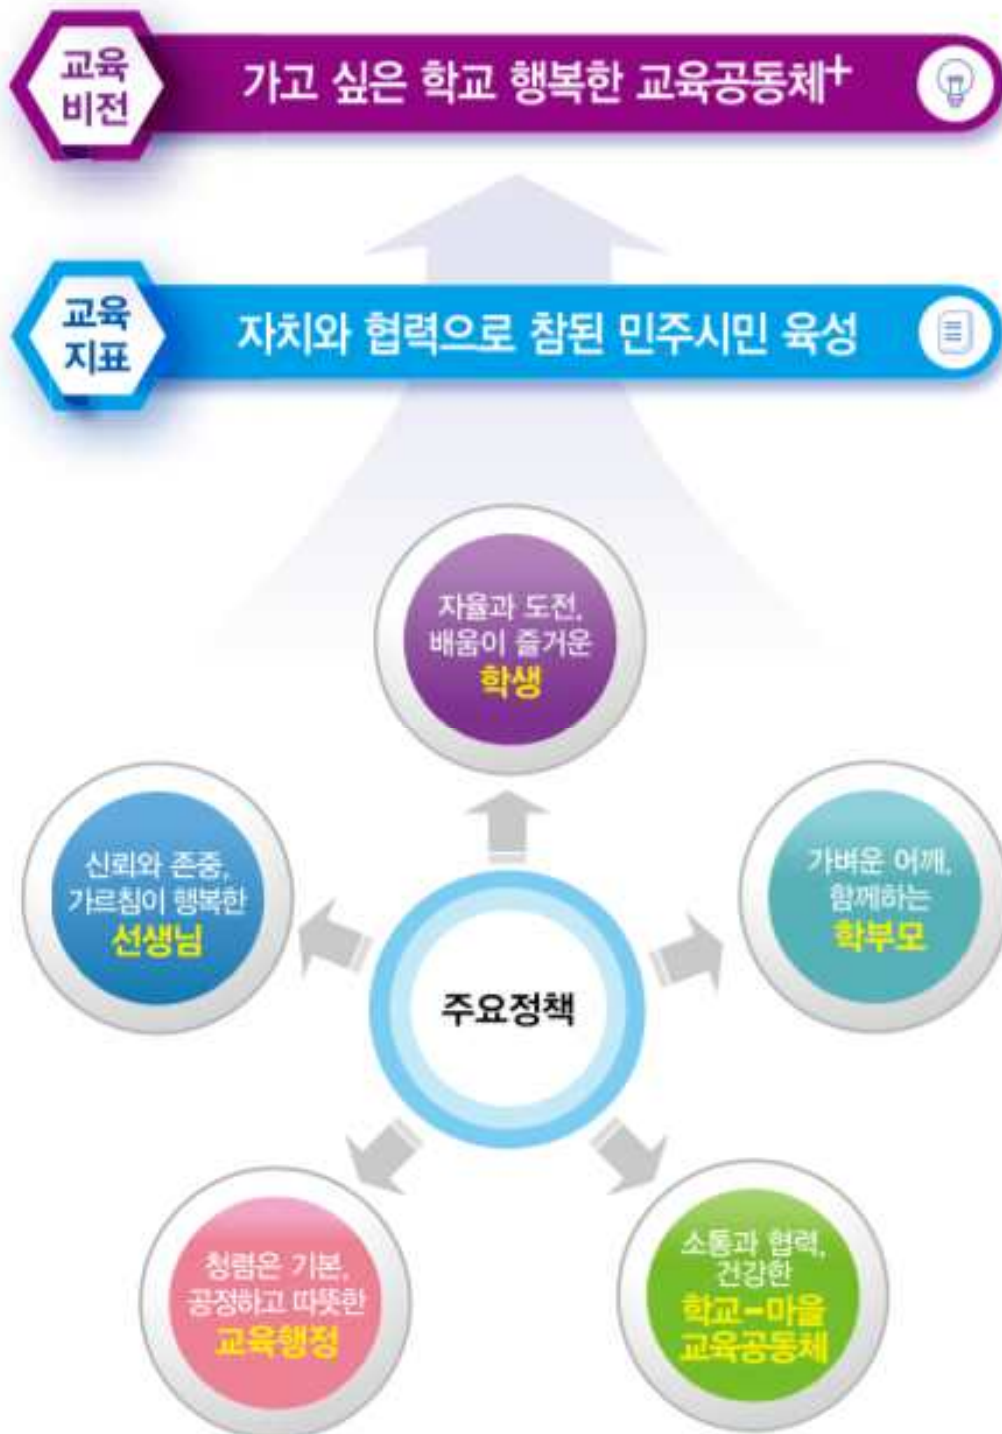 교육
비전
가고 싶은 학교 행복한 교육공동체+
교육
지표
자치와 협력으로 참된 민주시민 육성
자율과 도전,
배움이 즐거운
학생
신뢰와 존중,
가르침이 행복한
선생님
가벼운 어깨,
함께하는
학부모
주요정책
청렴은 기본,
공정하고 따뜻한
교육행정
소통과 협력,
건강한
학교-마을
교육공동체